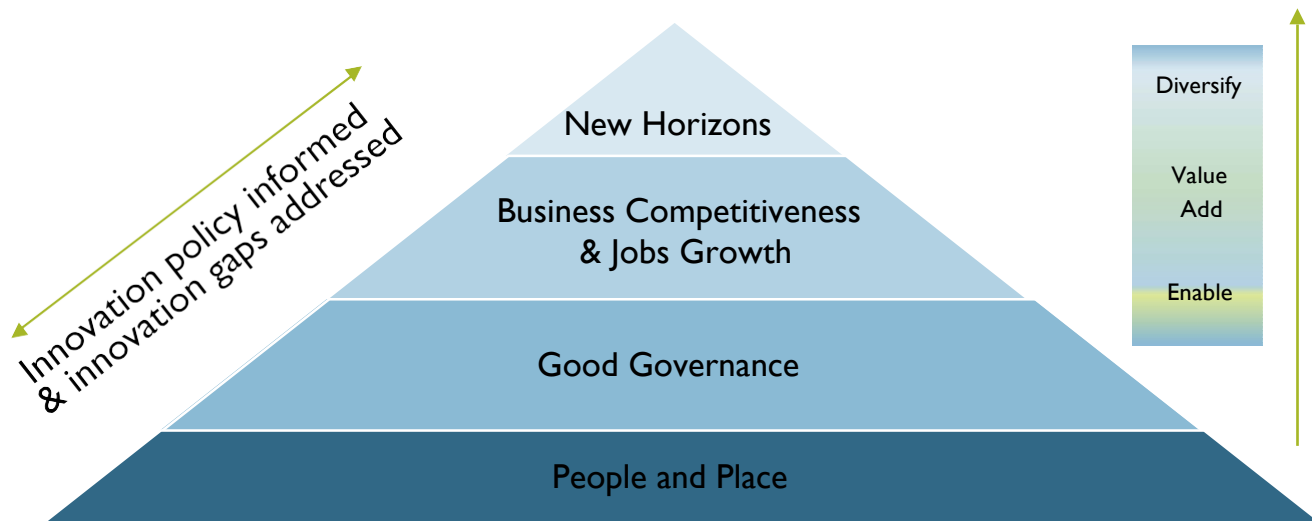 Innovation policy informed
& innovation gaps addressed
New Horizons
Business Competitiveness
& Jobs Growth
Good Governance
People and Place
Diversify
Value
Add
Enable